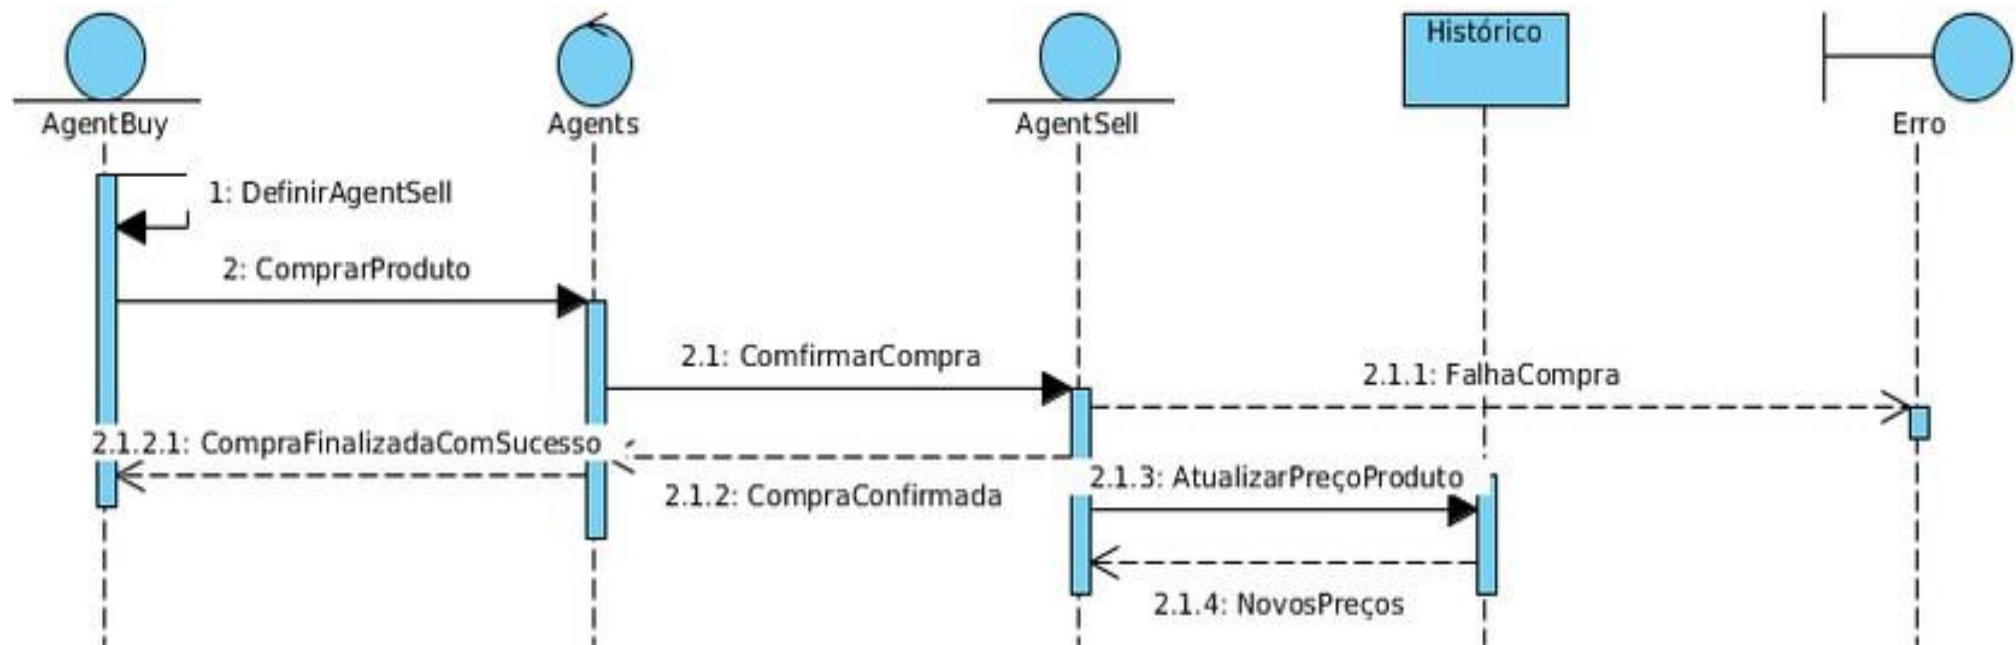 Histórico
AgentBuy
Agents
AgentSell
Erro
1: DefinirAgentSell
2: ComprarProduto
2.1: ComfirmarCompra
2.1.1: FalhaCompra
2.1.2.1: CompraFinalizadaComSucesso
2.1.3: AtualizarPreçoProduto
2.1.2: CompraConfirmada
2.1.4: NovosPreços